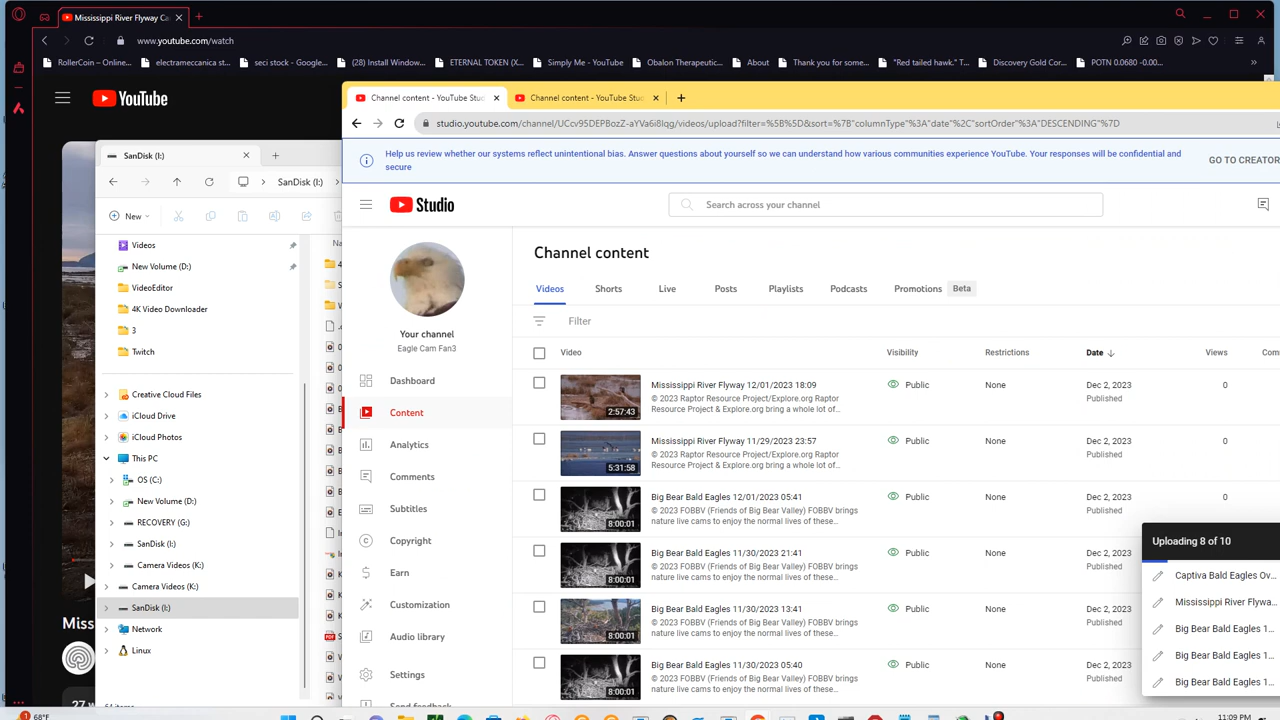 Mississippi River Flyway Ca
www.youtube.com/watch
RollerCoin – Online...
electrameccanica st...
seci stock - Google...
(28) Install Window...
ETERNAL TOKEN (X...
Simply Me - YouTube
Obalon Therapeutic...
About
Thank you for some...
"Red tailed hawk." T...
Discovery Gold Cor...
POTN 0.0680 -0.00...
YouTube
Channel content - YouTube Stu
Channel content - YouTube Stu
studio.youtube.com/channel/UCcv95DEPBozZ-aYVa6i8Iqg/videos/upload?filter=%5B%5D&sort=%7B"columnType"%3A"date"%2C"sortOrder"%3A"DESCENDING"%7D
Help us review whether our systems reflect unintentional bias. Answer questions about yourself so we can understand how various communities experience YouTube. Your responses will be confidential and
secure
GO TO CREATOR
SanDisk (I:)
SanDisk (I:)
New
Videos
New Volume (D:)
VideoEditor
4K Video Downloader
3
Twitch
Creative Cloud Files
iCloud Drive
iCloud Photos
This PC
OS (C:)
New Volume (D:)
RECOVERY (G:)
SanDisk (I:)
Camera Videos (K:)
Camera Videos (K:)
SanDisk (I:)
Network
Linux
Na
Miss
27 w
Studio
Search across your channel
Your channel
Eagle Cam Fan3
Dashboard
Content
Analytics
Comments
Subtitles
Copyright
Earn
Customization
Audio library
Settings
Send feedback
Channel content
Videos
Shorts
Live
Posts
Playlists
Podcasts
Promotions
Beta
Filter
Video
Visibility
Restrictions
Date
Views
Com
2:57:43
Mississippi River Flyway 12/01/2023 18:09
© 2023 Raptor Resource Project/Explore.org Raptor
Resource Project & Explore.org bring a whole lot of...
Public
None
Dec 2, 2023
Published
0
5:31:58
Mississippi River Flyway 11/29/2023 23:57
© 2023 Raptor Resource Project/Explore.org Raptor
Resource Project & Explore.org bring a whole lot of...
Public
None
Dec 2, 2023
Published
0
8:00:01
Big Bear Bald Eagles 12/01/2023 05:41
© 2023 FOBBV (Friends of Big Bear Valley) FOBBV brings
nature live cams to enjoy the normal lives of these...
Public
None
Dec 2, 2023
Published
0
8:00:01
Big Bear Bald Eagles 11/30/2023 21:41
© 2023 FOBBV (Friends of Big Bear Valley) FOBBV brings
nature live cams to enjoy the normal lives of these...
Public
None
Dec 2, 2023
Published
8:00:01
Big Bear Bald Eagles 11/30/2023 13:41
© 2023 FOBBV (Friends of Big Bear Valley) FOBBV brings
nature live cams to enjoy the normal lives of these...
Public
None
Dec 2, 2023
Published
8:00:01
Big Bear Bald Eagles 11/30/2023 05:40
© 2023 FOBBV (Friends of Big Bear Valley) FOBBV brings
nature live cams to enjoy the normal lives of these...
Public
None
Dec 2, 2023
Published
Uploading 8 of 10
Captiva Bald Eagles Ov...
Mississippi River Flywa...
Big Bear Bald Eagles 1...
Big Bear Bald Eagles 1...
Big Bear Bald Eagles 1...
1
68°F
11:09 PM